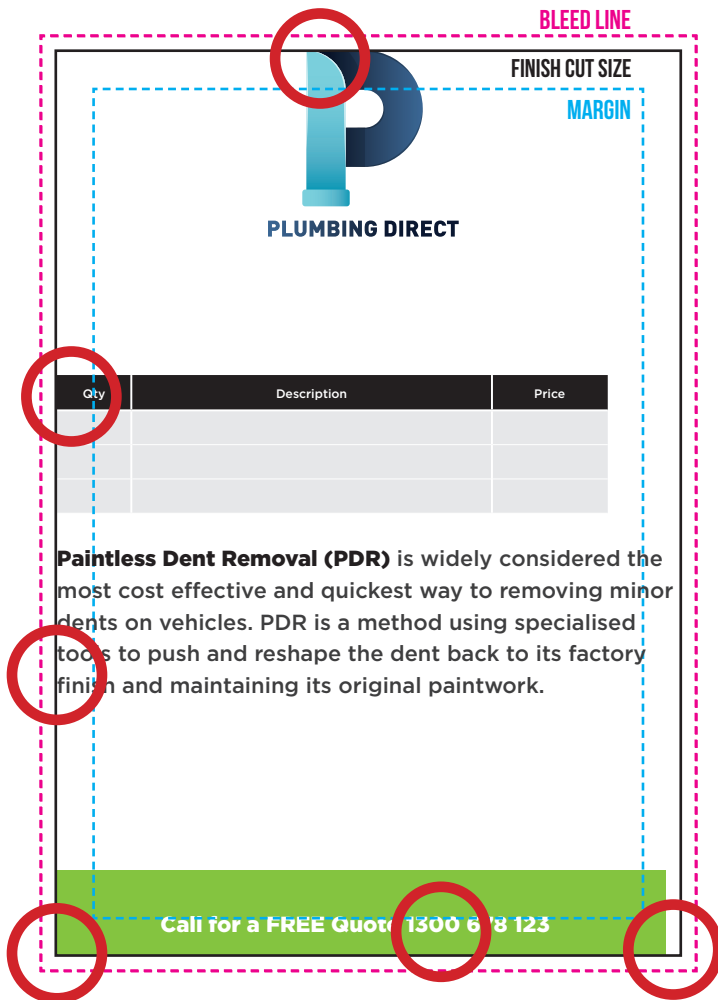 BLEED LINE
FINISH CUT SIZE
MARGIN
PLUMBING DIRECT
Qty Description Price
Paintless Dent Removal (PDR) is widely considered the
most cost effective and quickest way to removing minor
dents on vehicles. PDR is a method using specialised
tools to push and reshape the dent back to its factory
finish and maintaining its original paintwork.
Call for a FREE Quote 1300 678 123